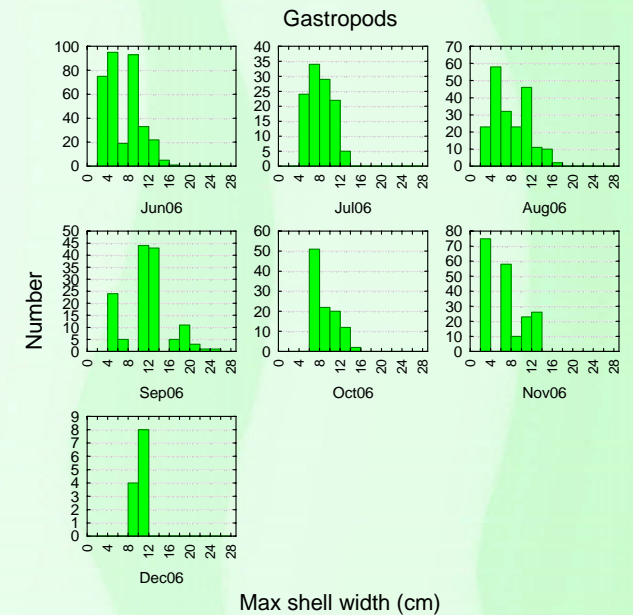 Gastropods
100 80 60 40 20 0
0 4 8 12 16 20 24 28
Jun06
40 35 30 25 20 15 10 5 0
0 4 8 12 16 20 24 28
Jul06
70 60 50 40 30 20 10 0
0 4 8 12 16 20 24 28
Aug06
Number
50 45 40 35 30 25 20 15 10 5 0
0 4 8 12 16 20 24 28
Sep06
60 50 40 30 20 10 0
0 4 8 12 16 20 24 28
Oct06
80 70 60 50 40 30 20 10 0
0 4 8 12 16 20 24 28
Nov06
9 8 7 6 5 4 3 2 1 0
0 4 8 12 16 20 24 28
Dec06
Max shell width (cm)